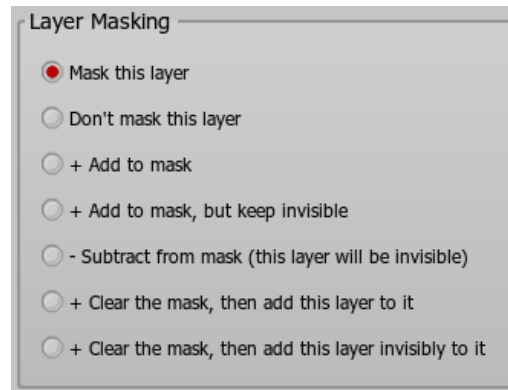 Layer Masking
Mask this layer
Don't mask this layer
+ Add to mask
+ Add to mask, but keep invisible
- Subtract from mask (this layer will be invisible)
+ Clear the mask, then add this layer to it
+ Clear the mask, then add this layer invisibly to it